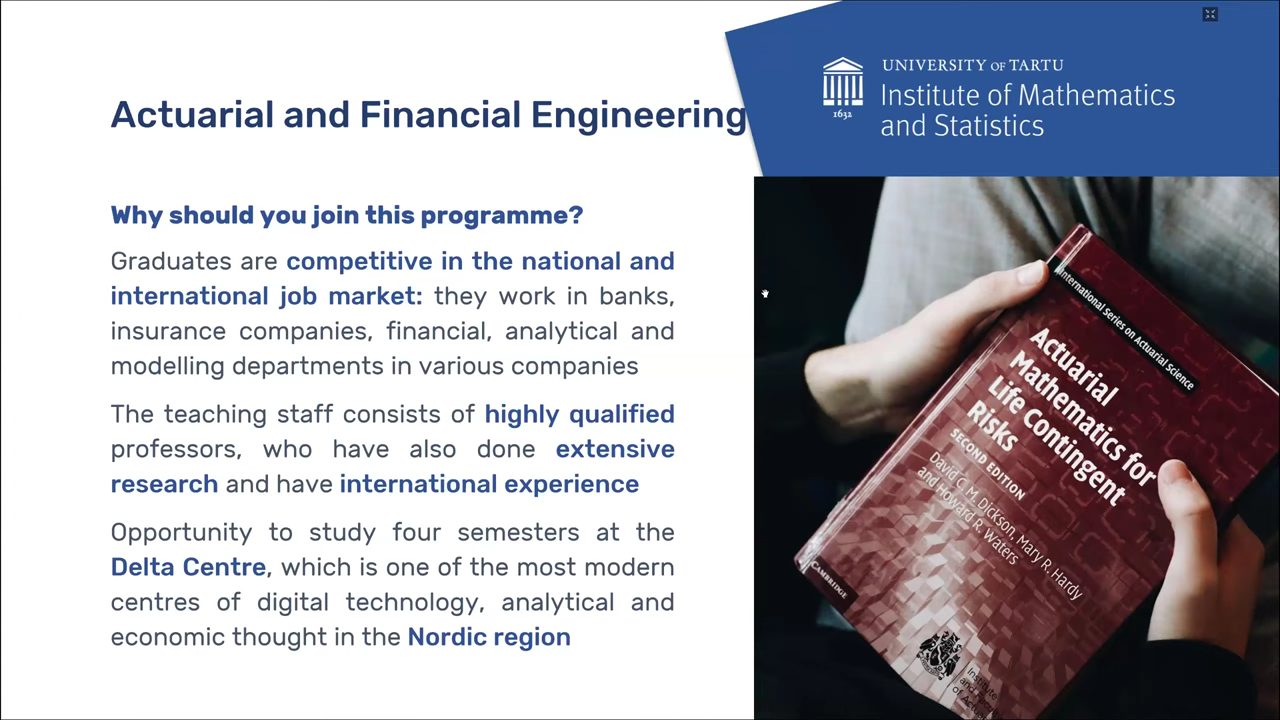 Actuarial and Financial Engineering
UNIVERSITY OF TARTU
Institute of Mathematics
and Statistics
1632
Why should you join this programme?
Graduates are competitive in the national and
international job market: they work in banks,
insurance companies, financial, analytical and
modelling departments in various companies
The teaching staff consists of highly qualified
professors, who have also done extensive
research and have international experience
Opportunity to study four semesters at the
Delta Centre, which is one of the most modern
centres of digital technology, analytical and
economic thought in the Nordic region
International Series on Actuarial Science
Actuarial
Mathematics for
Life Contingent
Risks
SECOND EDITION
David C. M. Dickson, Mary R. Hardy
and Howard R. Waters
CAMBRIDGE
Institute
and
of